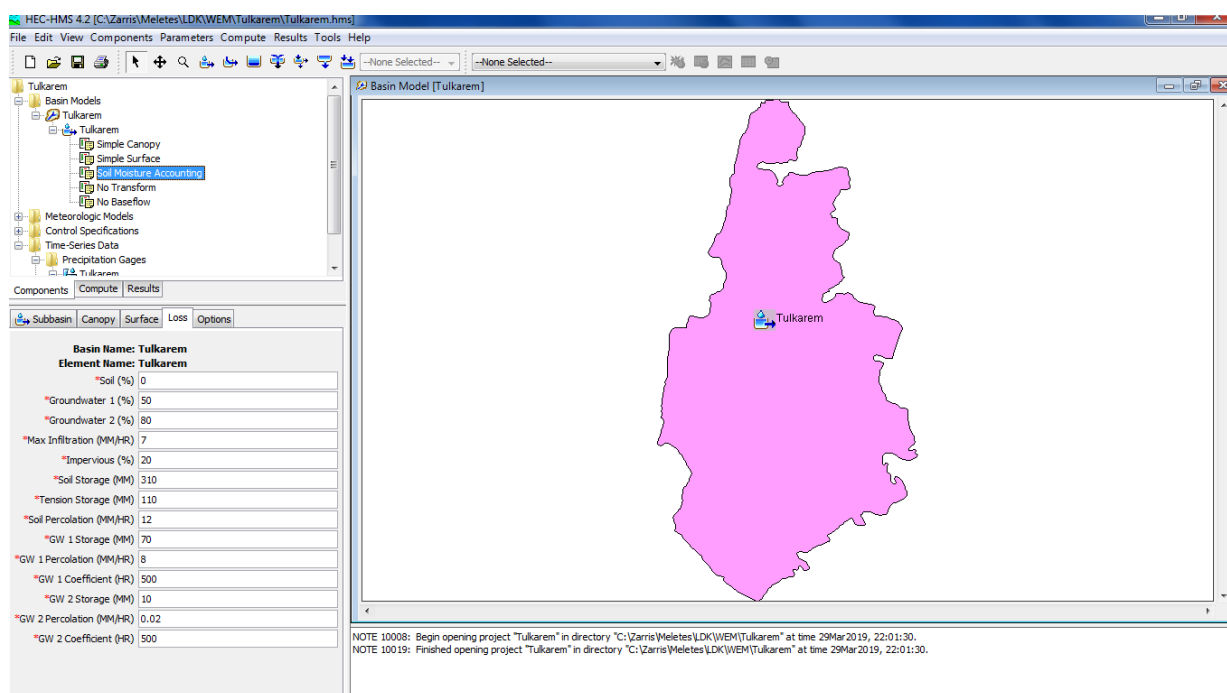 HEC-HMS 4.2 [C:\Zarris\Meletes\LDK\WEM\Tulkarem\Tulkarem.hms]
File Edit View Components Parameters Compute Results Tools Help
--None Selected-- --None Selected--
Tulkarem
Basin Models
Tulkarem
Tulkarem
Simple Canopy
Simple Surface
Soil Moisture Accounting
No Transform
No Baseflow
Meteorologic Models
Control Specifications
Time-Series Data
Precipitation Gages
Tulkarem
Components Compute Results
Subbasin Canopy Surface Loss Options
Basin Name: Tulkarem
Element Name: Tulkarem
*Soil (%) 0
*Groundwater 1 (%) 50
*Groundwater 2 (%) 80
*Max Infiltration (MM/HR) 7
*Impervious (%) 20
*Soil Storage (MM) 310
*Tension Storage (MM) 110
*Soil Percolation (MM/HR) 12
*GW 1 Storage (MM) 70
*GW 1 Percolation (MM/HR) 8
*GW 1 Coefficient (HR) 500
*GW 2 Storage (MM) 10
*GW 2 Percolation (MM/HR) 0.02
*GW 2 Coefficient (HR) 500
Basin Model [Tulkarem]
Tulkarem
NOTE 10008: Begin opening project "Tulkarem" in directory "C:\Zarris\Meletes\LDK\WEM\Tulkarem" at time 29Mar2019, 22:01:30.
NOTE 10019: Finished opening project "Tulkarem" in directory "C:\Zarris\Meletes\LDK\WEM\Tulkarem" at time 29Mar2019, 22:01:30.